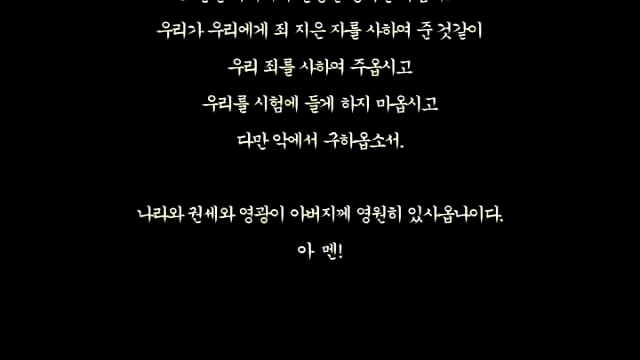 우리가 우리에게 죄 지은 자를 사하여 준 것같이
우리 죄를 사하여 주옵시고
우리를 시험에 들게 하지 마옵시고
다만 악에서 구하옵소서.
나라와 권세와 영광이 아버지께 영원히 있사옵나이다.
아 멘!